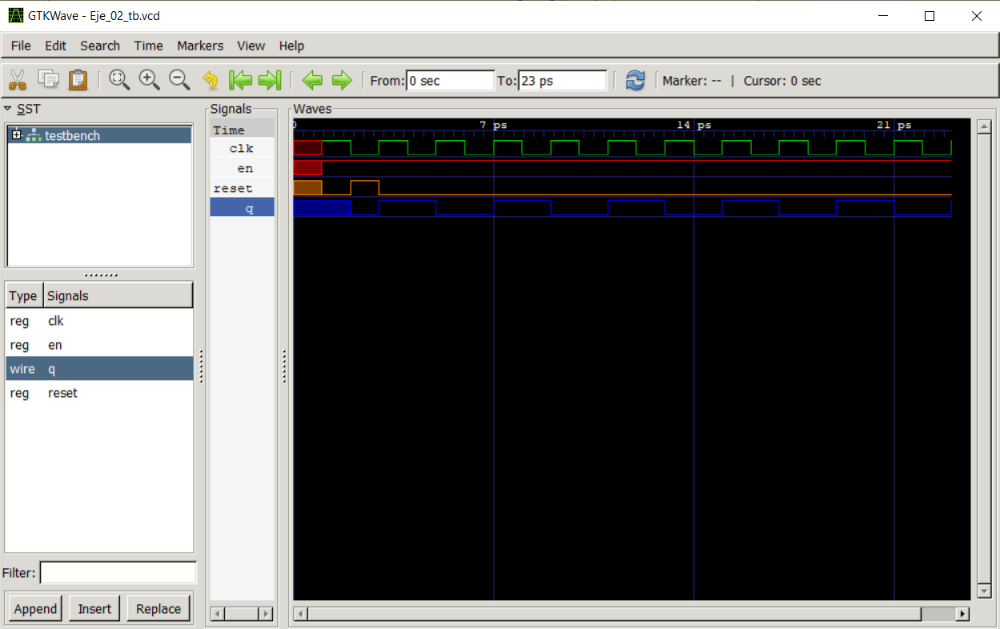 GTKWave - Eje_02_tb.vcd
File Edit Search Time Markers View Help
From: 0 sec To: 23 ps Marker: -- | Cursor: 0 sec
SST
testbench
Type Signals
reg clk
reg en
wire q
reg reset
Filter:
Append Insert Replace
Signals
Time
clk
en
reset
q
Waves
0 7 ps 14 ps 21 ps